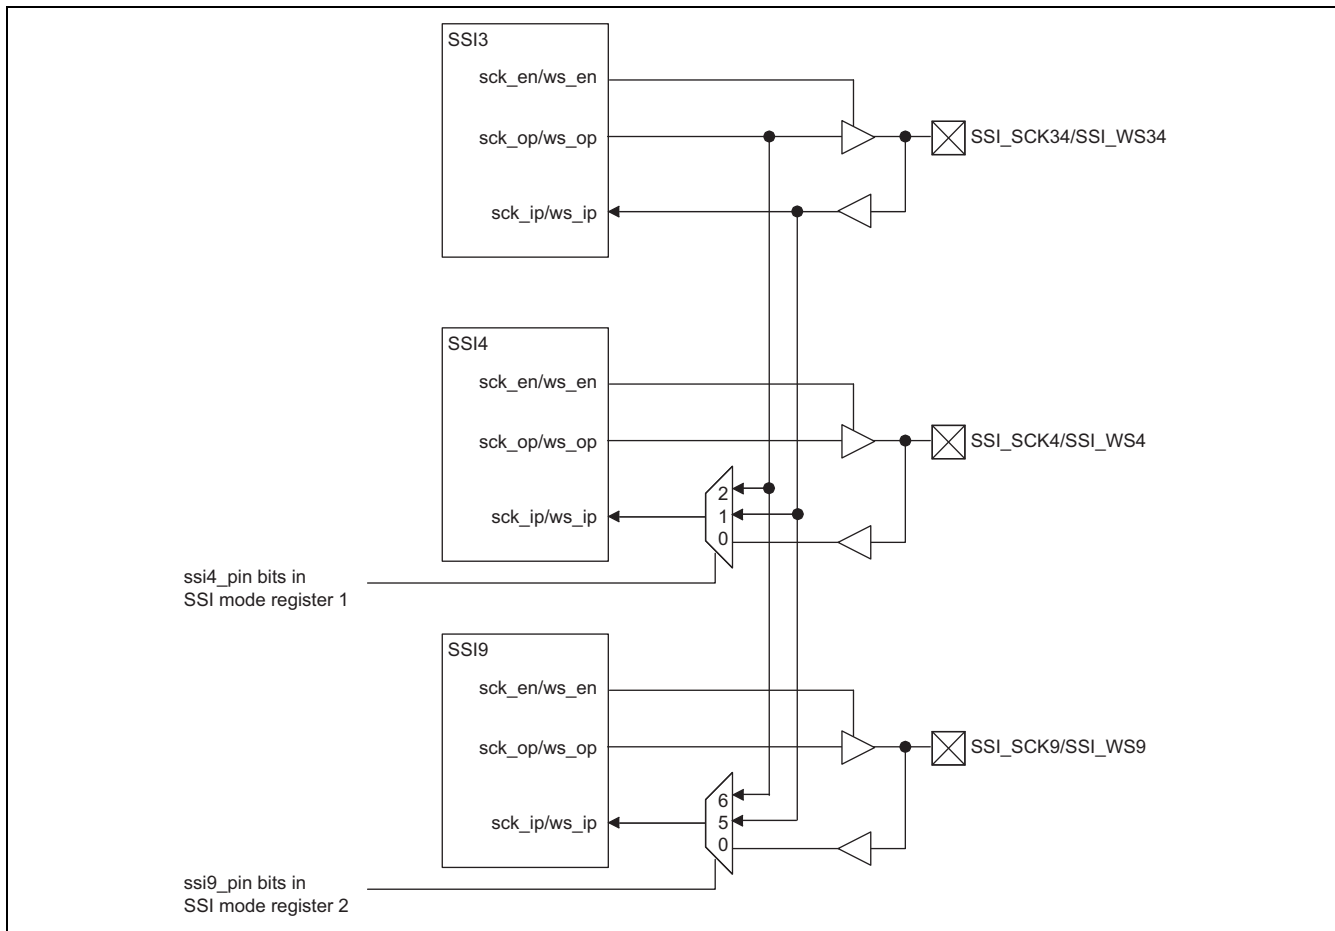 SSI3
sck_en/ws_en
sck_op/ws_op
SSI_SCK34/SSI_WS34
sck_ip/ws_ip
SSI4
sck_en/ws_en
sck_op/ws_op
SSI_SCK4/SSI_WS4
2
sck_ip/ws_ip
1
0
ssi4_pin bits in
SSI mode register 1
SSI9
sck_en/ws_en
sck_op/ws_op
SSI_SCK9/SSI_WS9
6
sck_ip/ws_ip
5
0
ssi9_pin bits in
SSI mode register 2